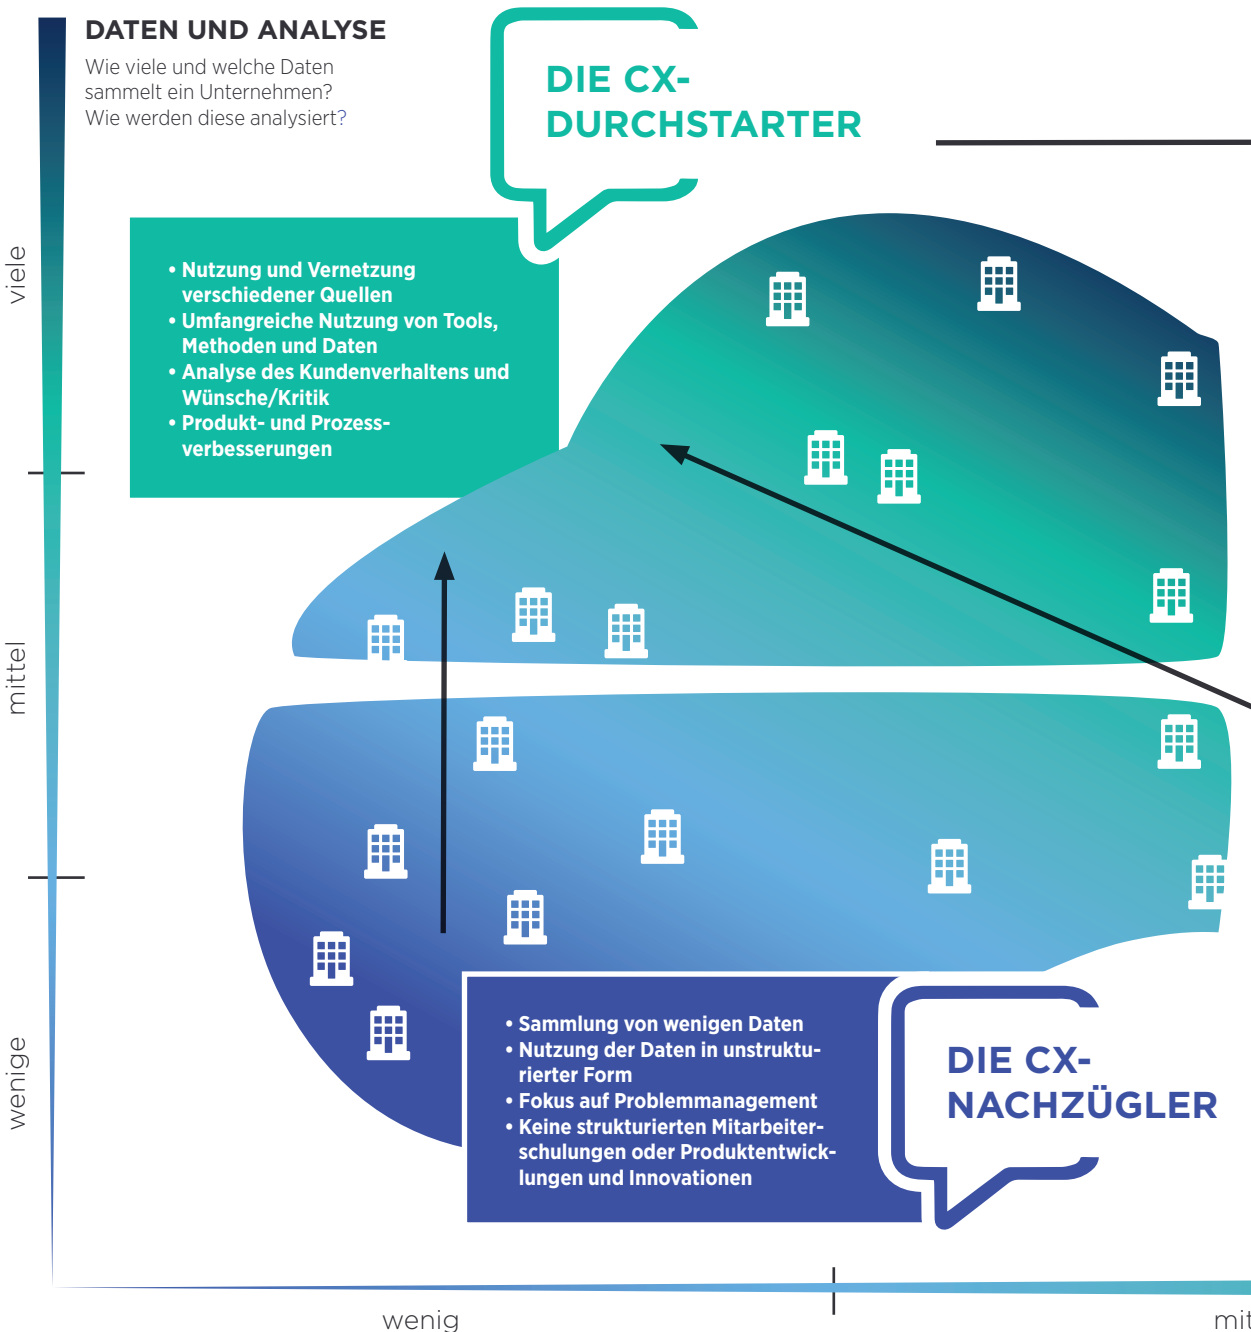 DATEN UND ANALYSE
Wie viele und welche Daten
sammelt ein Unternehmen?
Wie werden diese analysiert?
DIE CX-
DURCHSTARTER
• Nutzung und Vernetzung
verschiedener Quellen
• Umfangreiche Nutzung von Tools,
Methoden und Daten
• Analyse des Kundenverhaltens und
Wünsche/Kritik
• Produkt- und Prozess-
verbesserungen
viele
mittel
wenige
• Sammlung von wenigen Daten
• Nutzung der Daten in unstruktu-
rierter Form
• Fokus auf Problemmanagement
• Keine strukturierten Mitarbeiter-
schulungen oder Produktentwick-
lungen und Innovationen
DIE CX-
NACHZÜGLER
wenig
mit